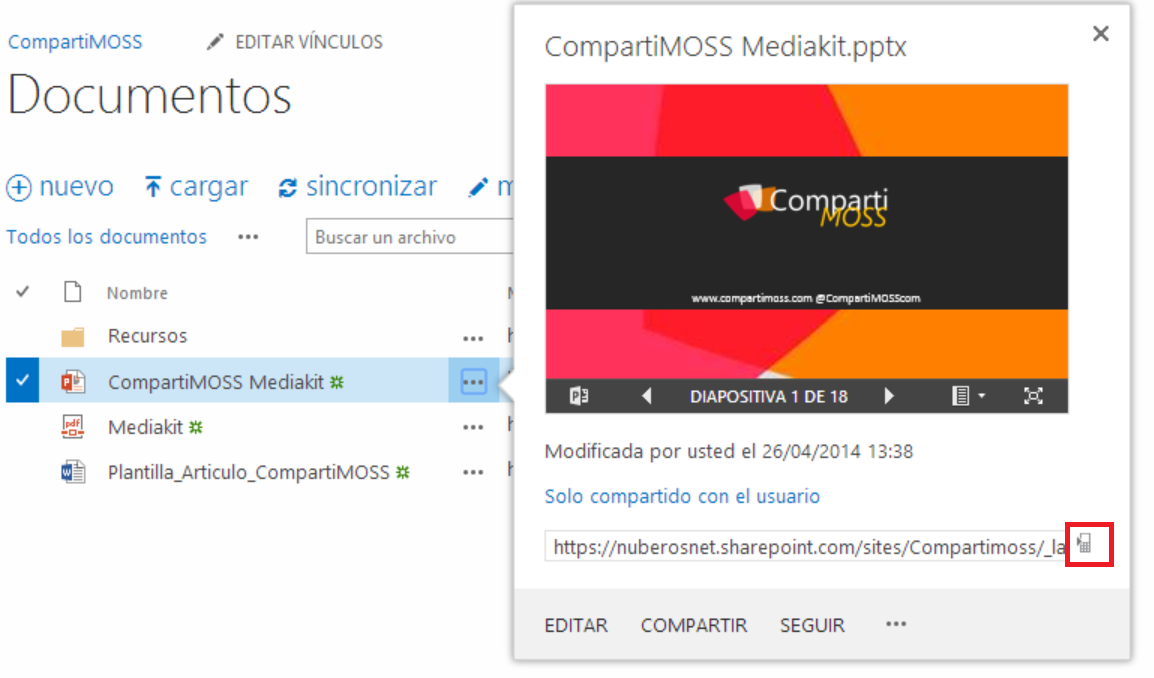 CompartiMOSS
EDITAR VÍNCULOS
Documentos
nuevo
cargar
sincronizar
Todos los documentos
Buscar un archivo
Nombre
Recursos
CompartiMOSS Mediakit
Mediakit
Plantilla_Articulo_CompartiMOSS
CompartiMOSS Mediakit.pptx
Comparti
MOSS
www.compartimoss.com @CompartiMOSScom
DIAPOSITIVA 1 DE 18
Modificada por usted el 26/04/2014 13:38
Solo compartido con el usuario
https://nuberosnet.sharepoint.com/sites/Compartimoss/_la
EDITAR COMPARTIR SEGUIR